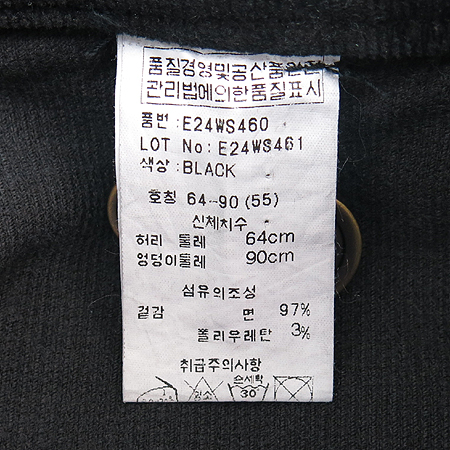 품질경영및공산품안전
관리법에의한품질표시
품번 : E24WS460
LOT No: E24WS461
색상 : BLACK
호칭 64-90 (55)
신체치수
허리 둘레 64cm
엉덩이둘레 90cm
섬유의조성
겉감 면 97%
폴리우레탄 3%
취급주의사항
손세탁
30